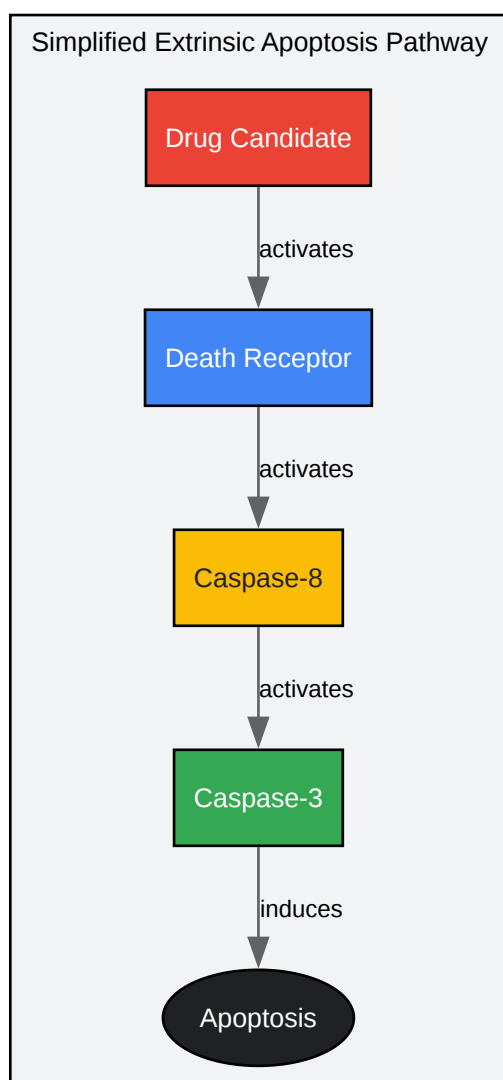 Simplified Extrinsic Apoptosis Pathway
Drug Candidate
activates
Death Receptor
activates
Caspase-8
activates
Caspase-3
induces
Apoptosis